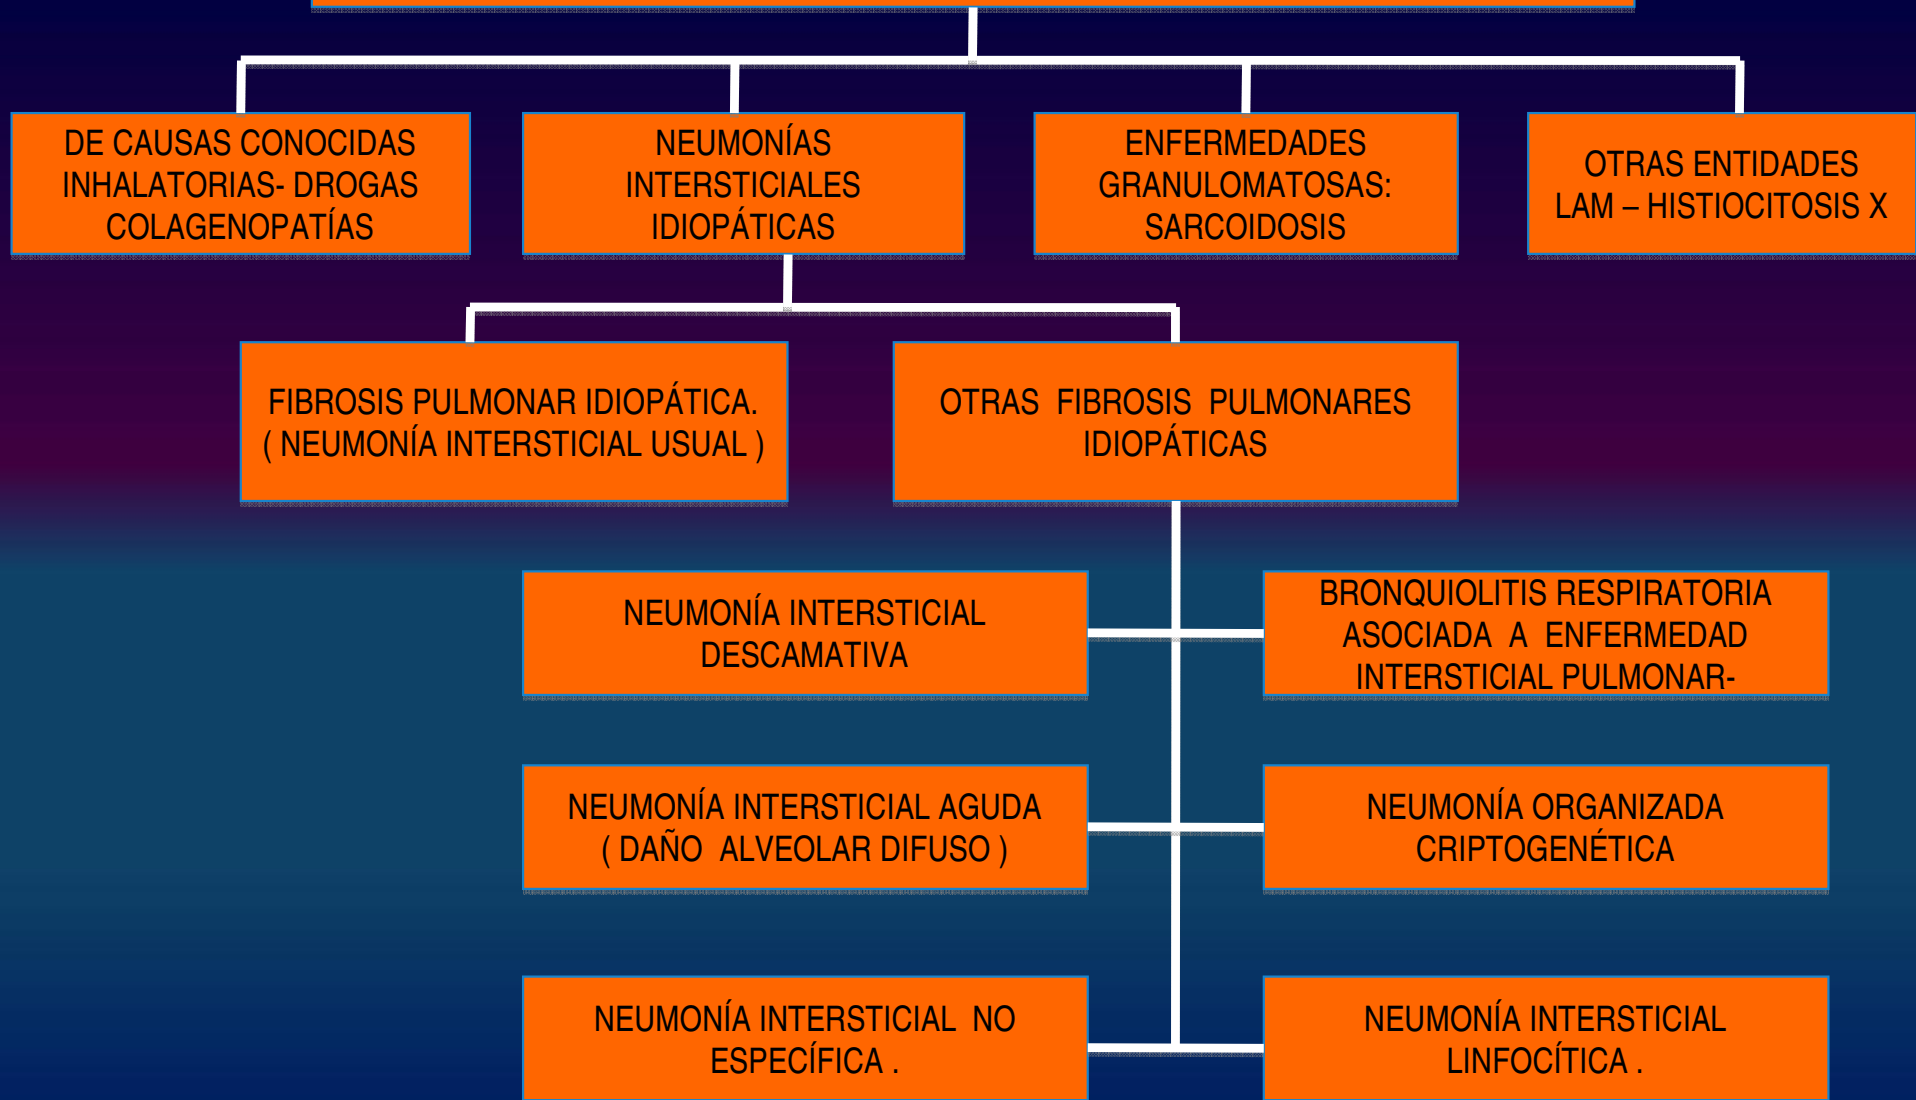 DE CAUSAS CONOCIDAS
INHALATORIAS- DROGAS
COLAGENOPATÍAS
NEUMONÍAS
INTERSTICIALES
IDIOPÁTICAS
ENFERMEDADES
GRANULOMATOSAS:
SARCOIDOSIS
OTRAS ENTIDADES
LAM – HISTIOCITOSIS X
FIBROSIS PULMONAR IDIOPÁTICA.
( NEUMONÍA INTERSTICIAL USUAL )
OTRAS FIBROSIS PULMONARES
IDIOPÁTICAS
NEUMONÍA INTERSTICIAL
DESCAMATIVA
BRONQUIOLITIS RESPIRATORIA
ASOCIADA A ENFERMEDAD
INTERSTICIAL PULMONAR-
NEUMONÍA INTERSTICIAL AGUDA
( DAÑO ALVEOLAR DIFUSO )
NEUMONÍA ORGANIZADA
CRIPTOGENÉTICA
NEUMONÍA INTERSTICIAL NO
ESPECÍFICA .
NEUMONÍA INTERSTICIAL
LINFOCÍTICA .